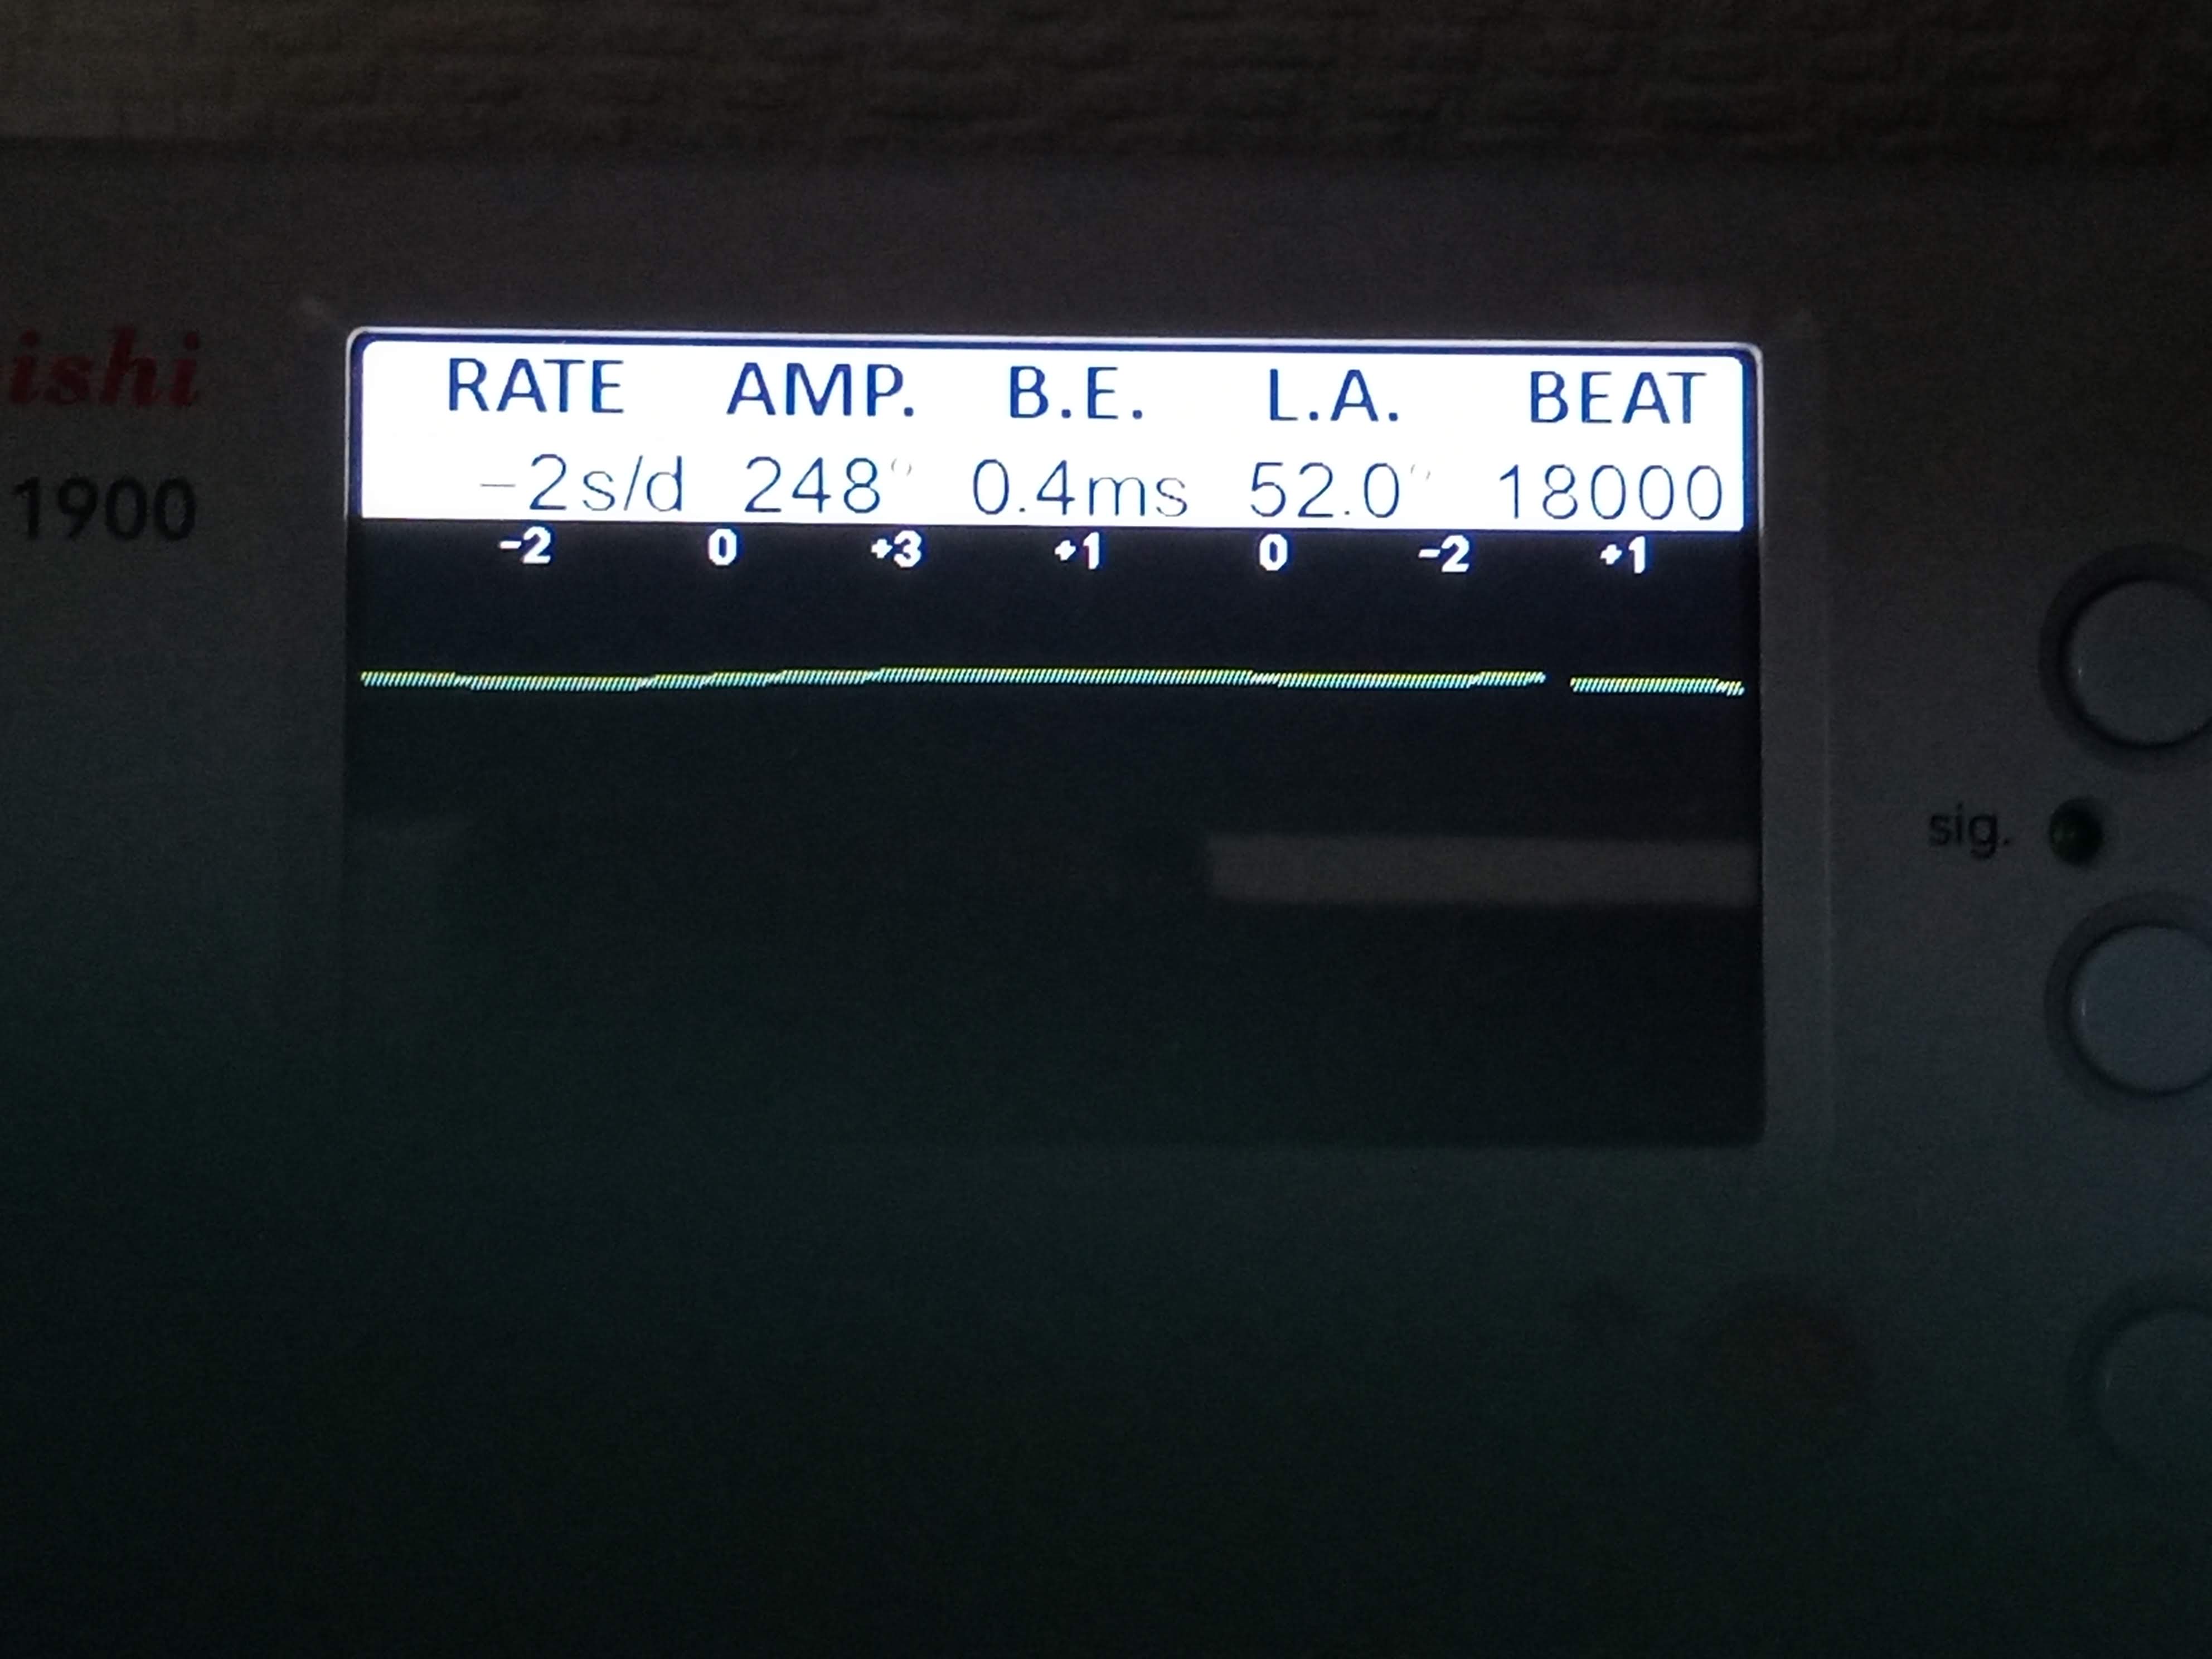 RATE AMP. B.E. L.A. BEAT
-2s/d 248° 0.4ms 52.0° 18000
-2 0 +3 +1 0 -2 +1
ishi
1900
sig.